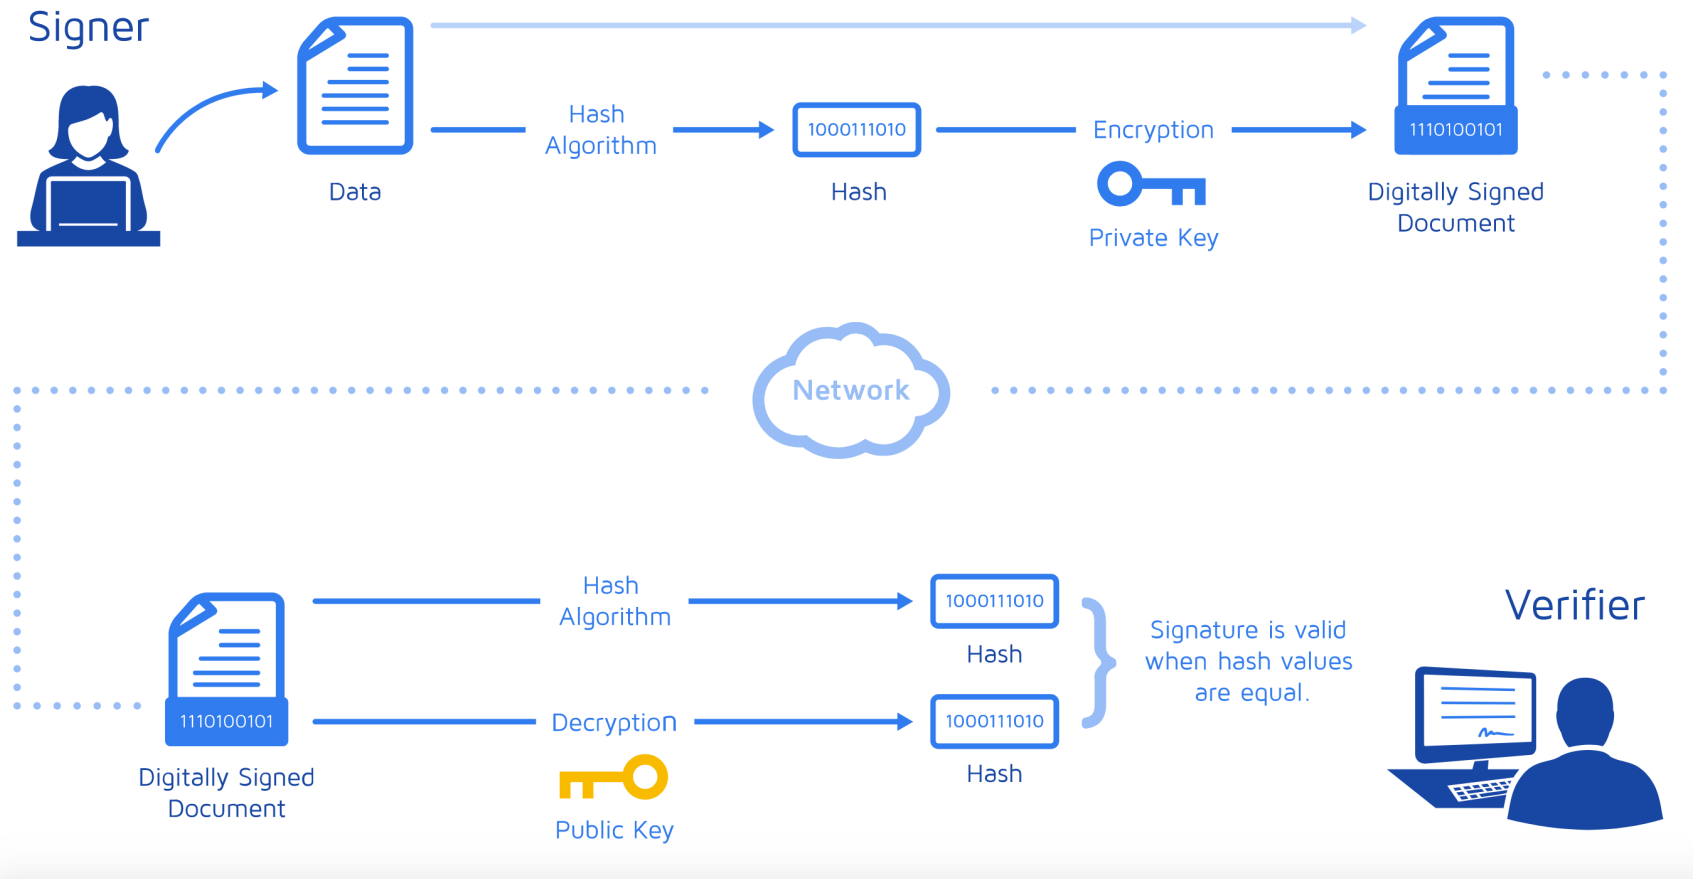 Signer
Hash
Algorithm
1000111010
Encryption
1110100101
Data
Hash
Private Key
Digitally Signed
Document
Network
Hash
Algorithm
1000111010
Hash
Signature is valid
when hash values
are equal.
Verifier
1110100101
Decryption
1000111010
Hash
Digitally Signed
Document
Public Key